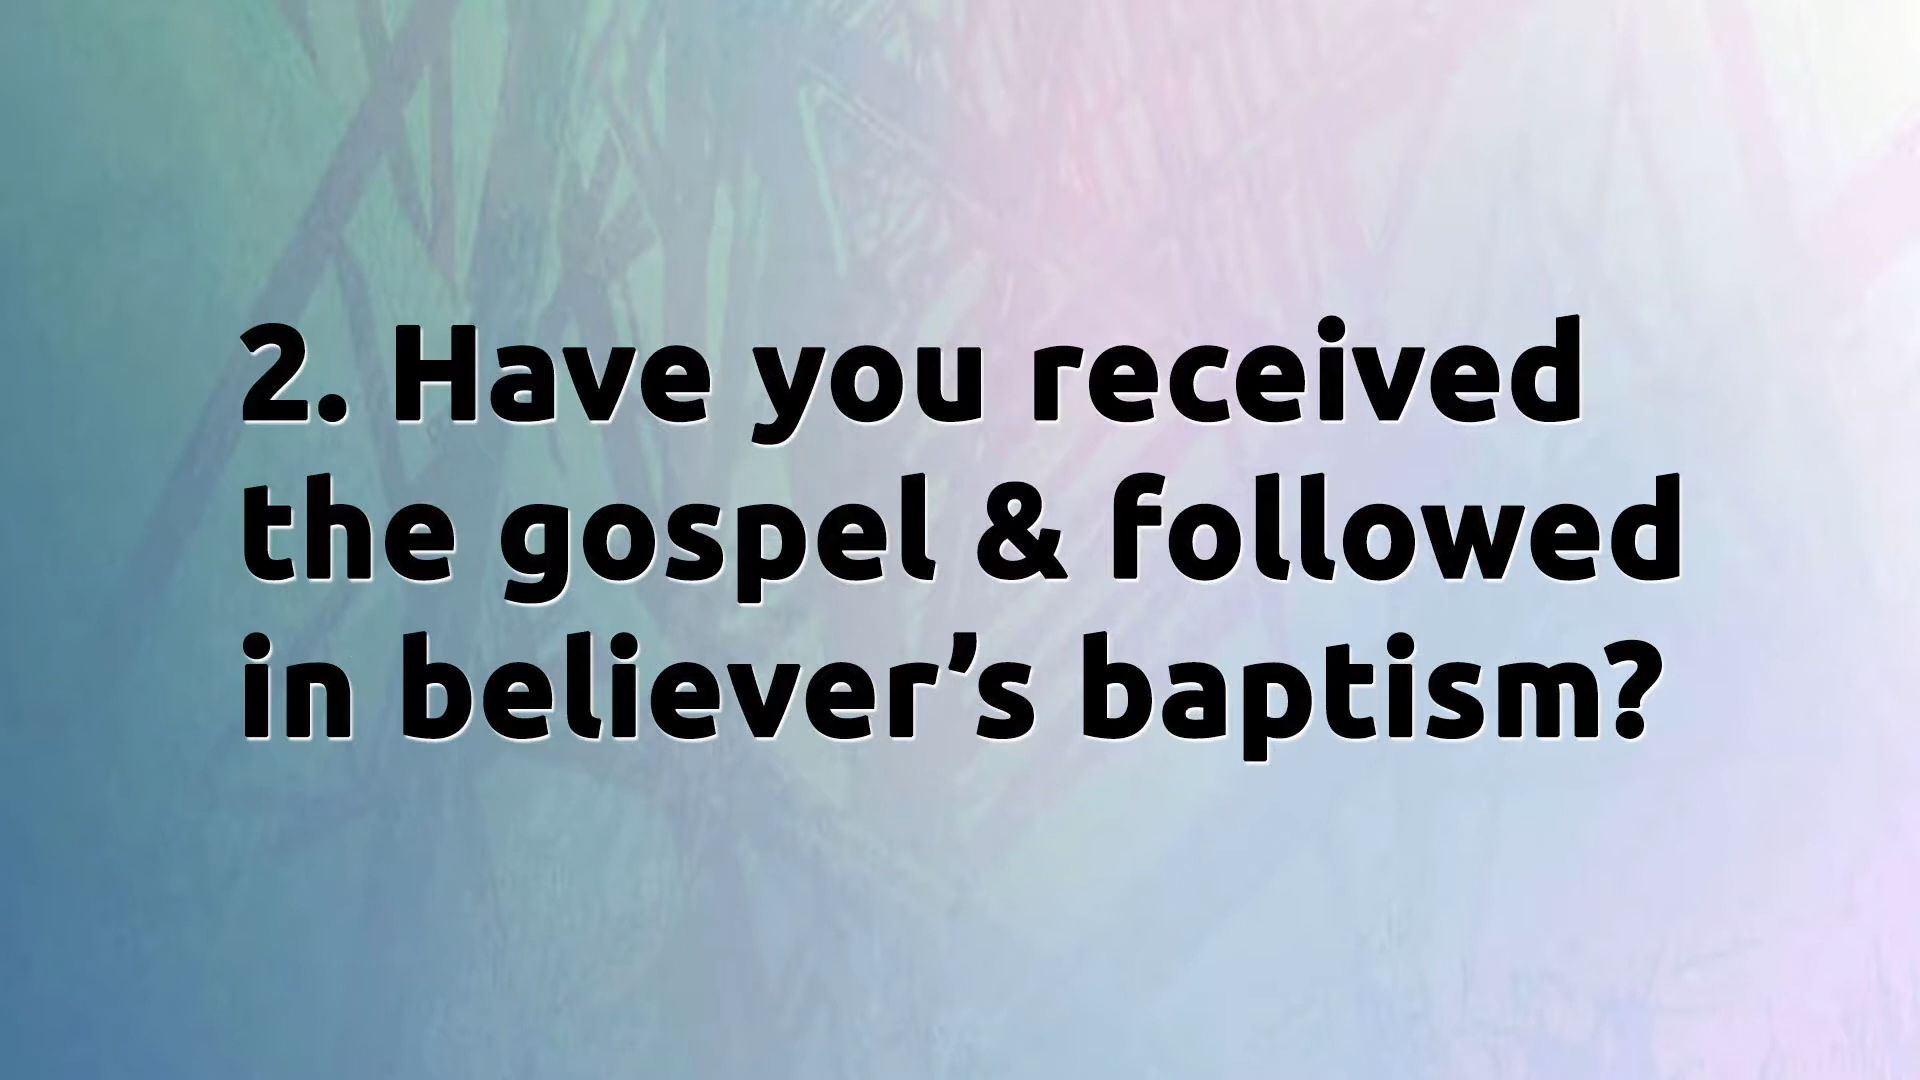 2. Have you received
the gospel & followed
in believer’s baptism?